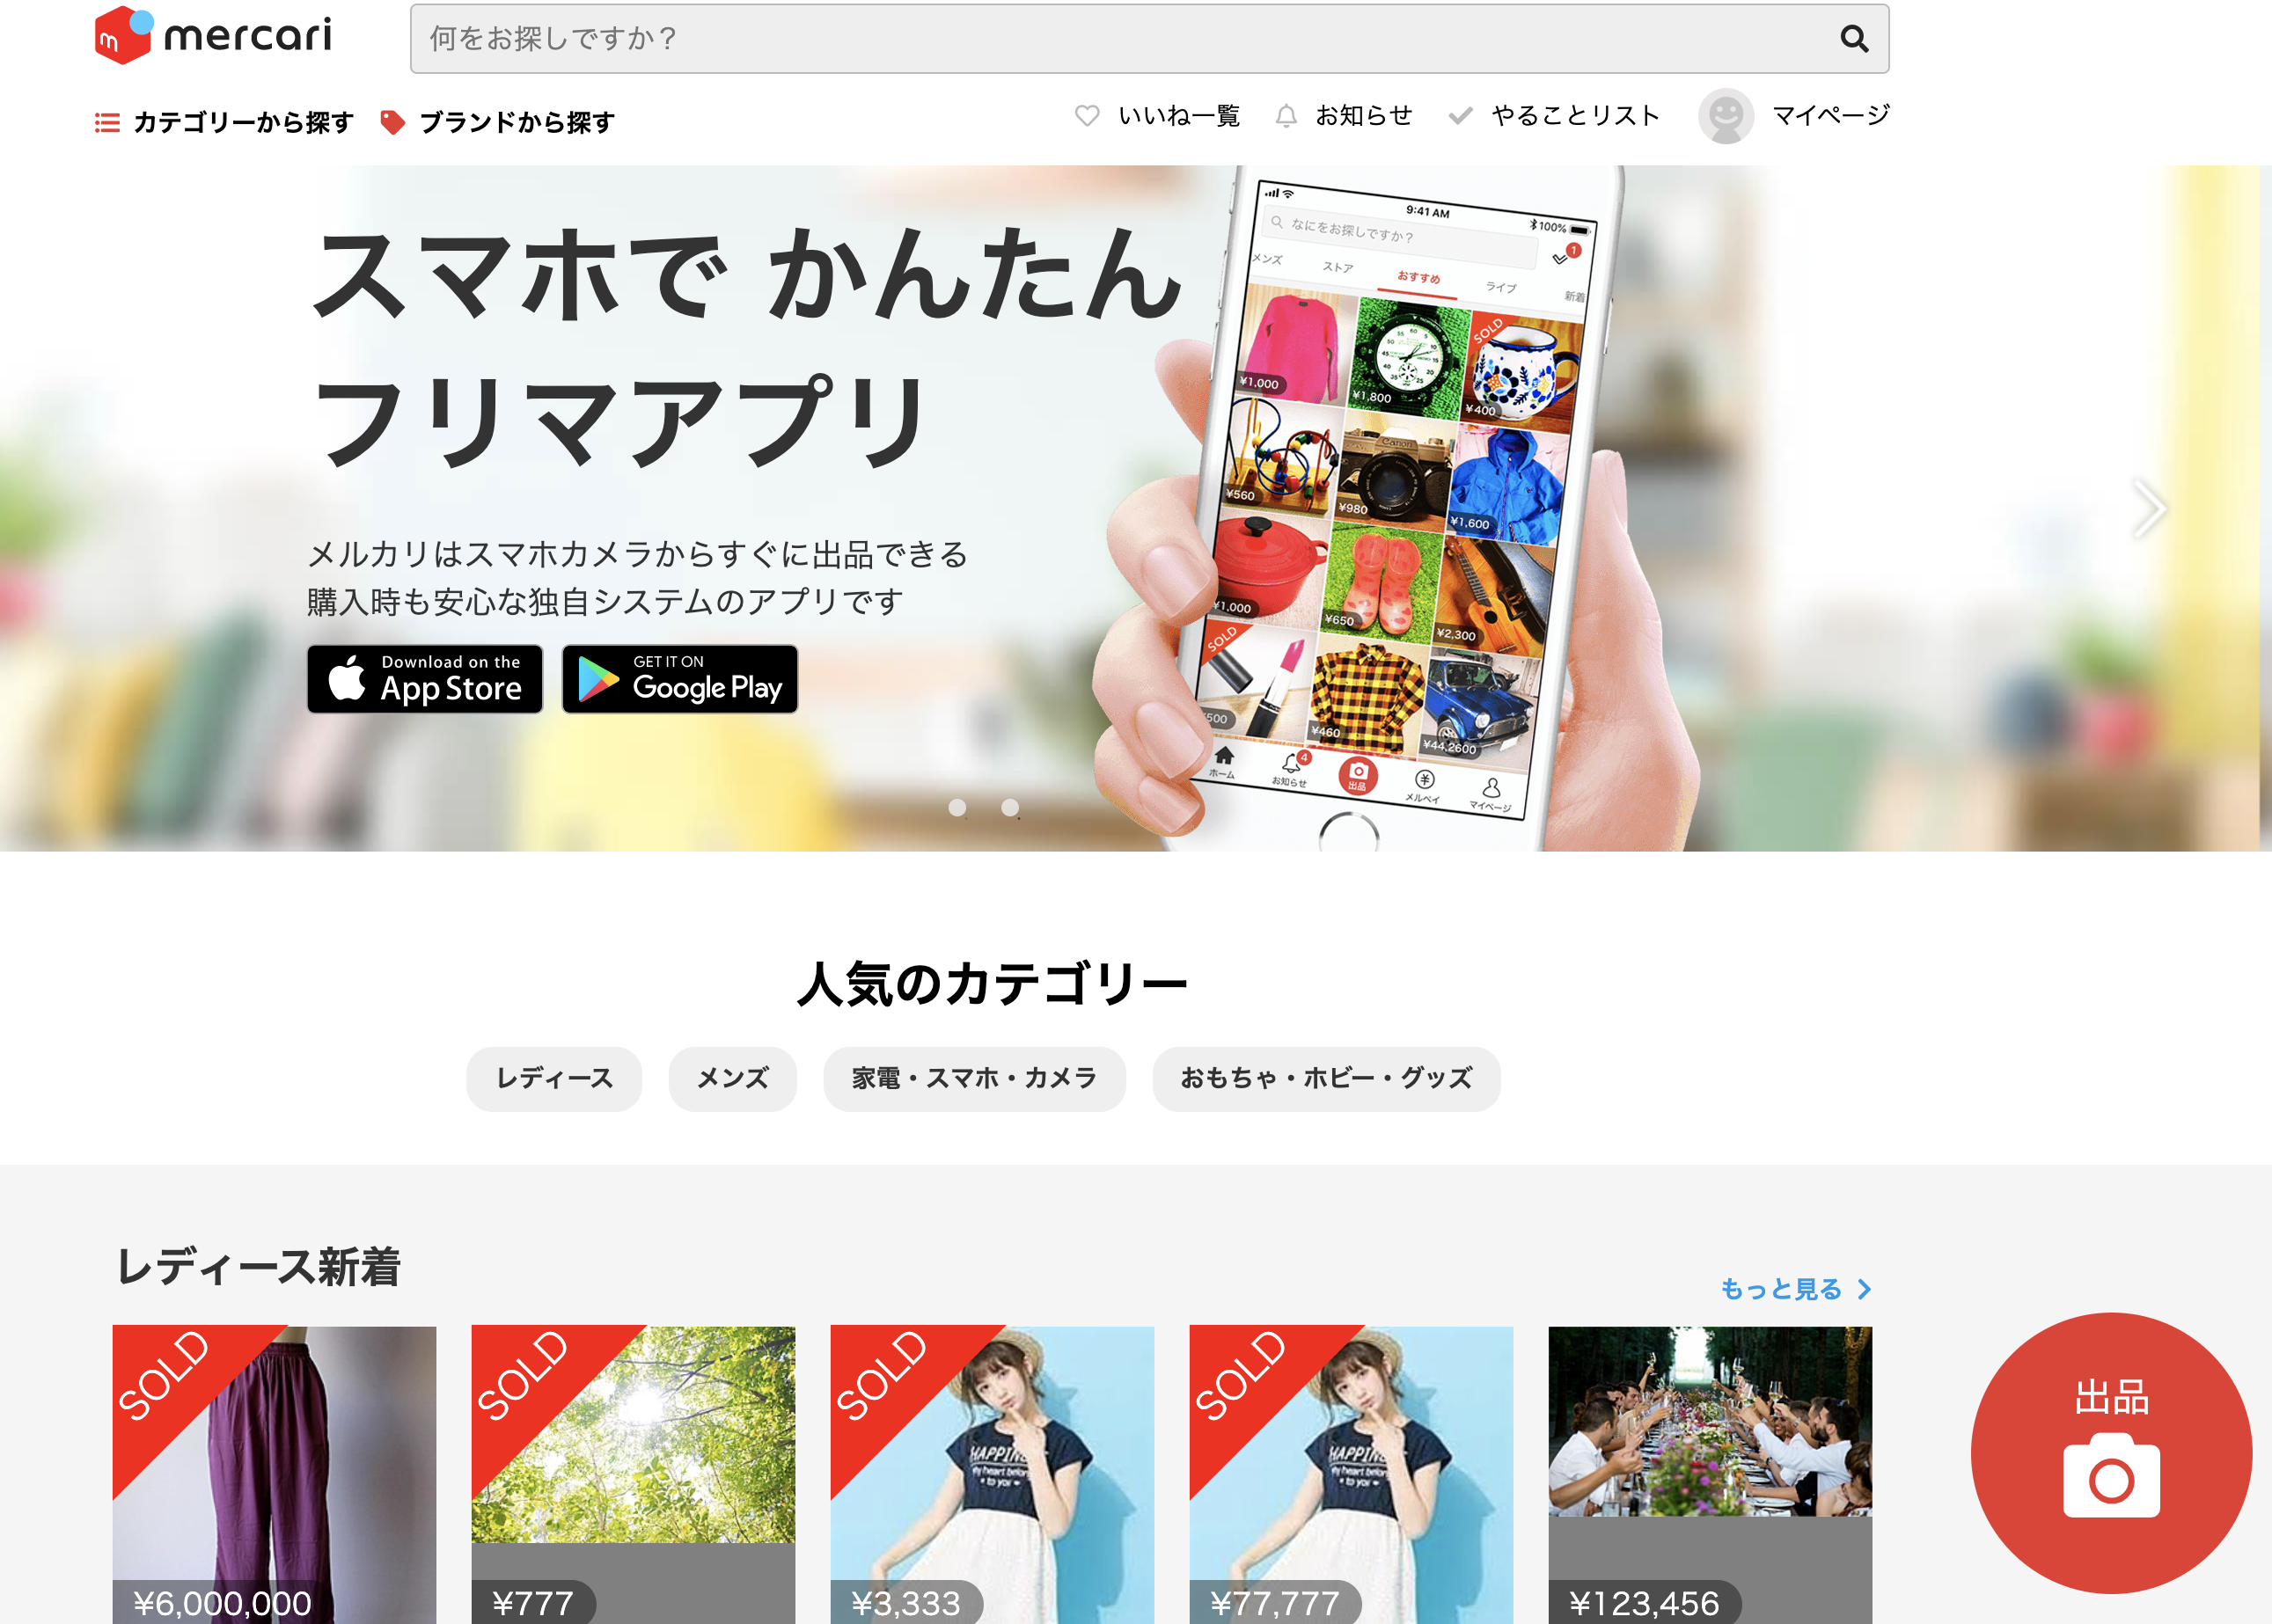 mercari
何をお探しですか？
カテゴリーから探す ブランドから探す
いいね一覧 お知らせ やることリスト マイページ
スマホで かんたん
フリマアプリ
メルカリはスマホカメラからすぐに出品できる
購入時も安心な独自システムのアプリです
Download on the
App Store
GET IT ON
Google Play
9:41 AM
100%
なにをお探しですか？
1
メンズ ストア おすすめ ライブ 新着
¥1,000
¥1,800
SOLD
¥400
¥560
Canon
¥980
¥1,600
¥1,000
¥650
¥2,300
SOLD
¥460
¥44,2600
ホーム
4
お知らせ
出品
メルペイ
マイページ
人気のカテゴリー
レディース メンズ 家電・スマホ・カメラ おもちゃ・ホビー・グッズ
レディース新着
もっと見る
SOLD SOLD SOLD SOLD
出品
¥6,000,000 ¥777 ¥3,333 ¥77,777 ¥123,456